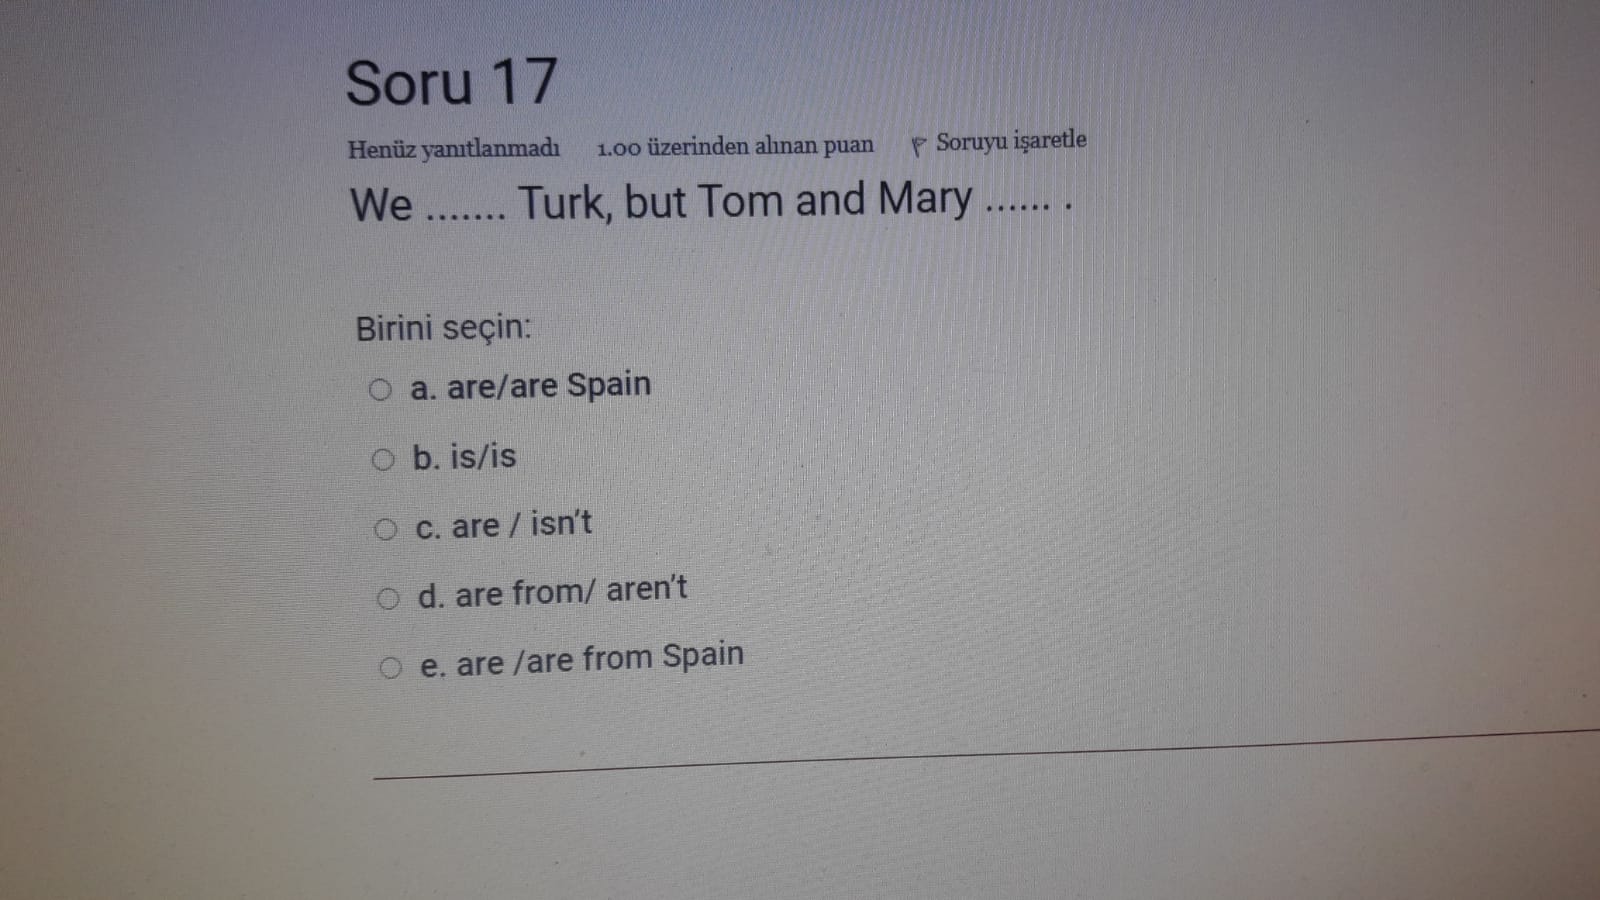 Soru 17
Henüz yanıtlanmadı 1.00 üzerinden alınan puan Soruyu işaretle
We ....... Turk, but Tom and Mary ...... .
Birini seçin:
a. are/are Spain
b. is/is
c. are / isn't
d. are from/ aren't
e. are /are from Spain